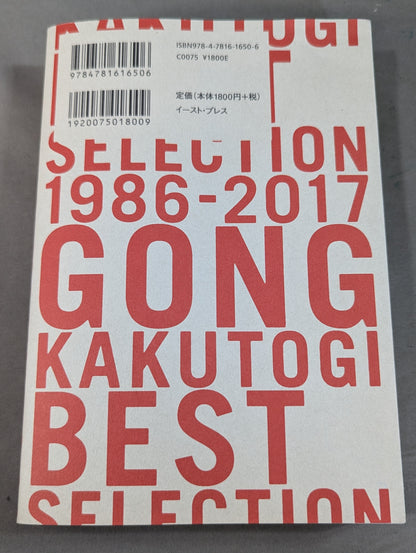 KAKUTOGI
ISBN978-4-7816-1650-6
C0075 ¥1800E
9784781616506
定価(本体1800円+税)
イースト・プレス
1920075018009
SELECTION
1986-2017
GONG
KAKUTOGI
BEST
SELECTION